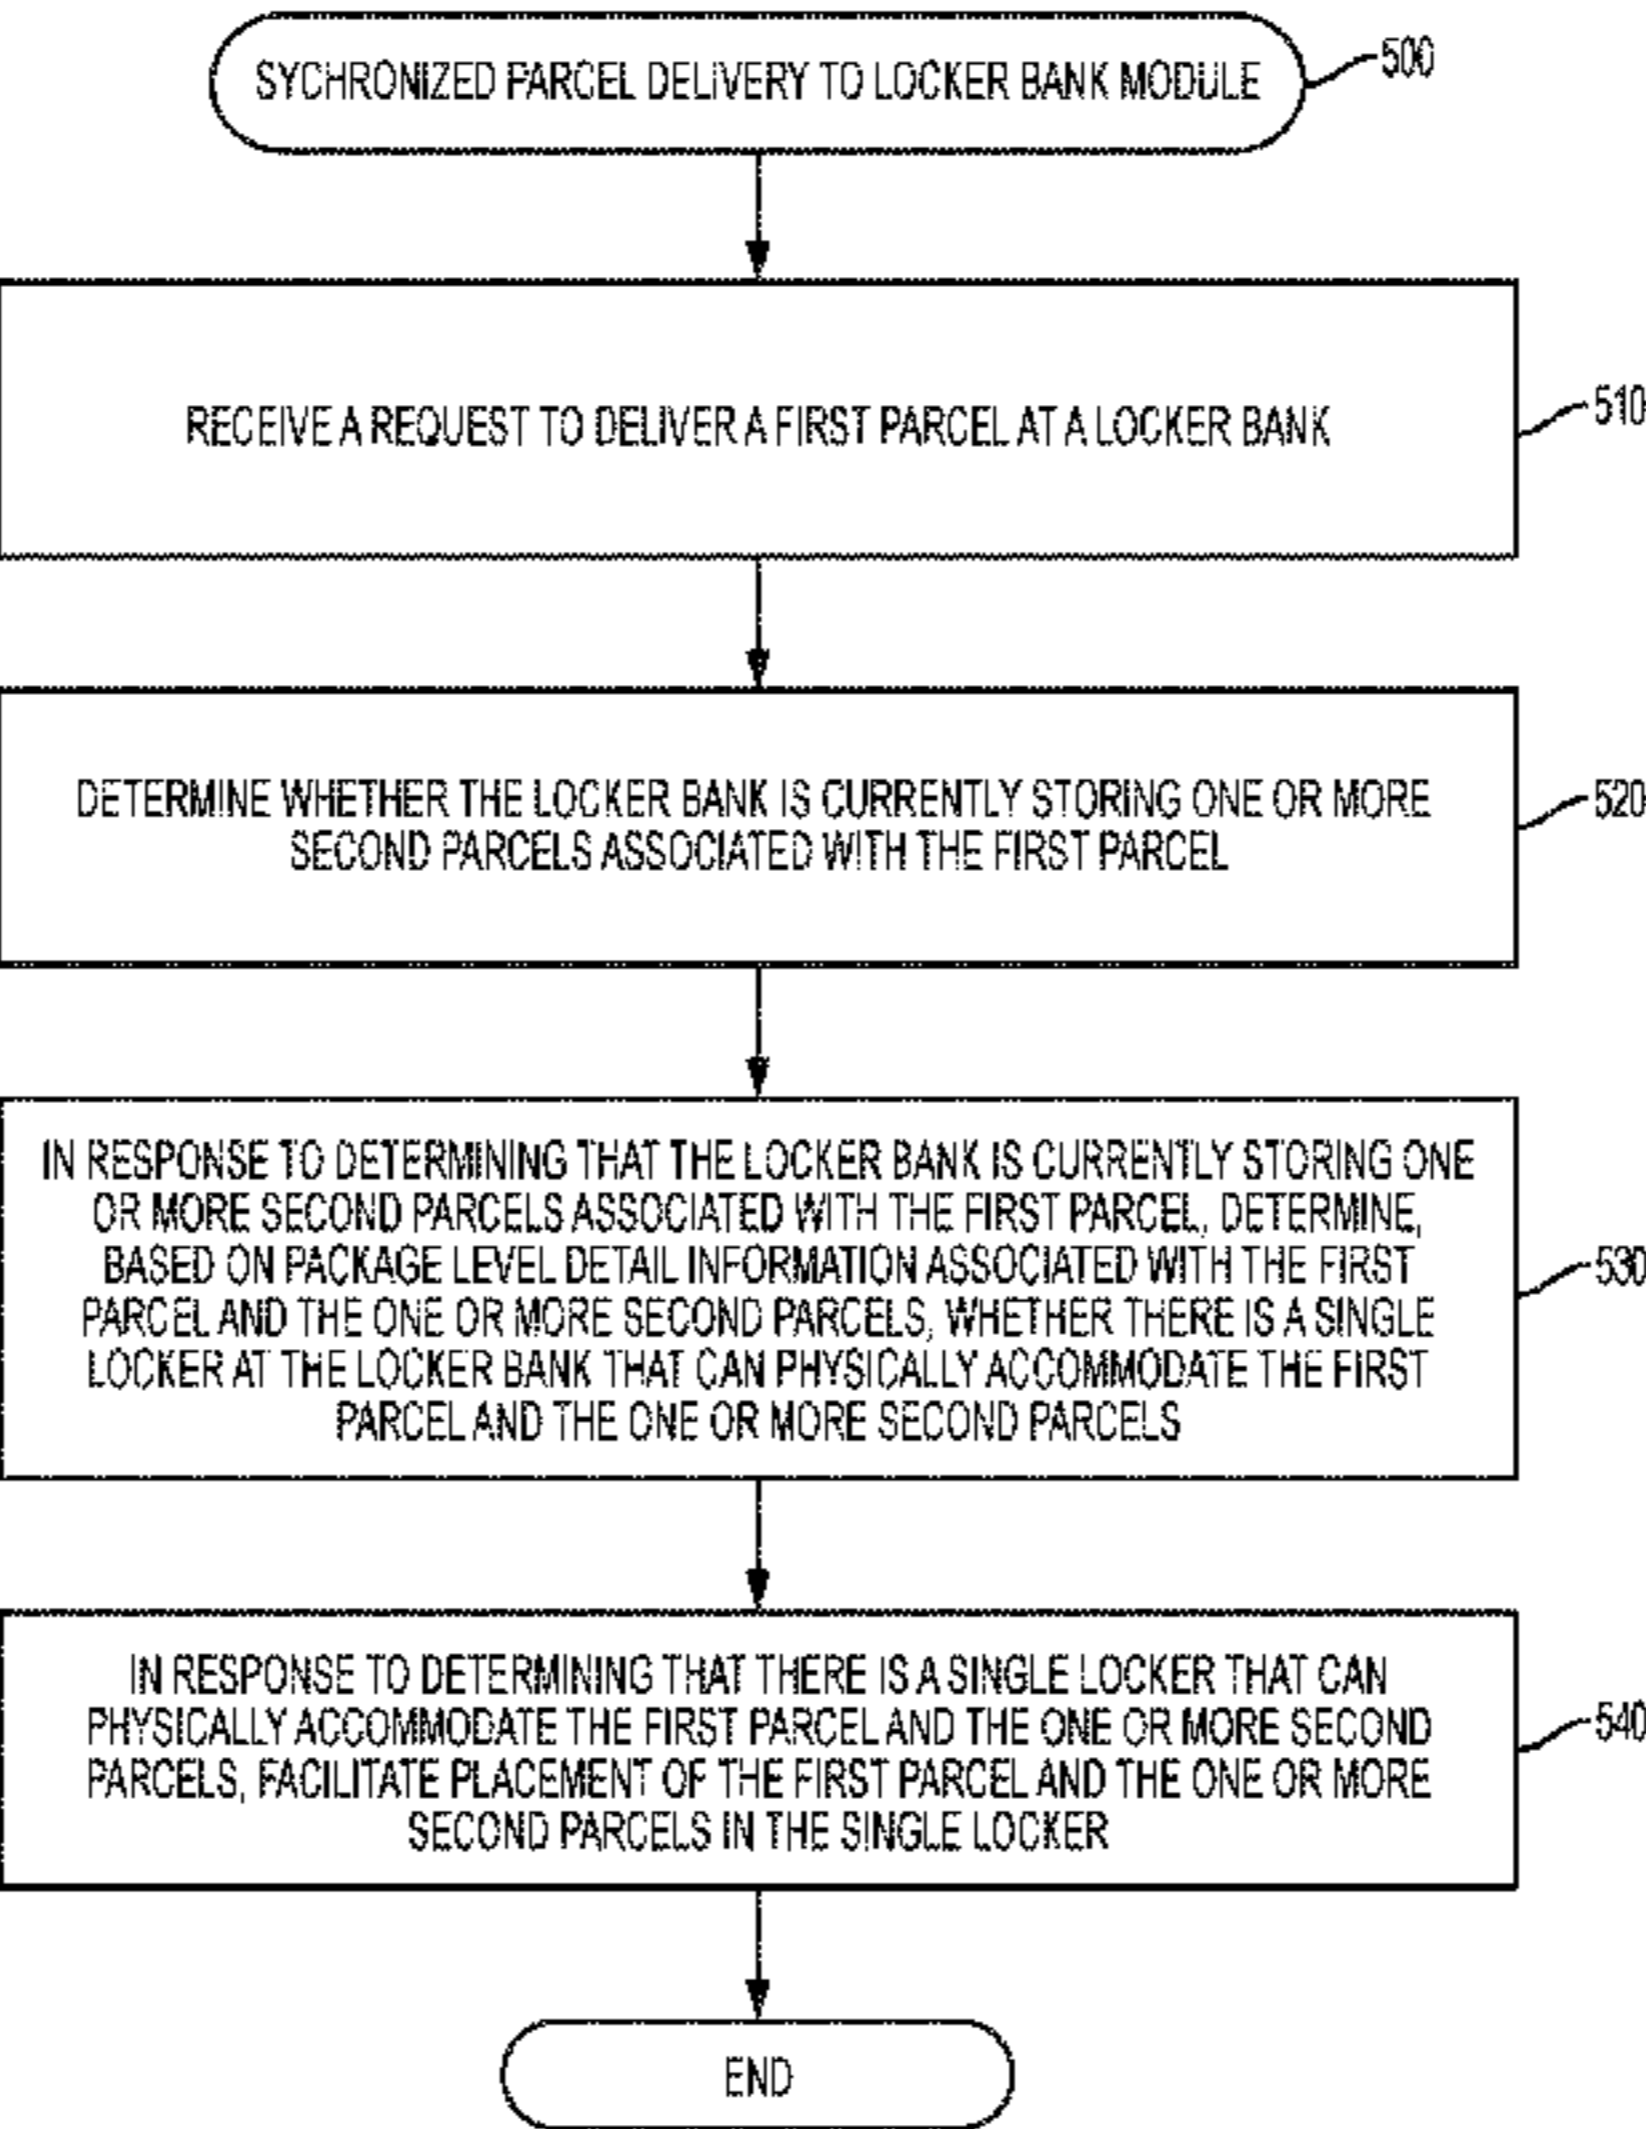 SYCHRONIZED PARCEL DELIVERY TO LOCKER BANK MODULE
500
RECEIVE A REQUEST TO DELIVER A FIRST PARCEL AT A LOCKER BANK
510
DETERMINE WHETHER THE LOCKER BANK IS CURRENTLY STORING ONE OR MORE
SECOND PARCELS ASSOCIATED WITH THE FIRST PARCEL
520
IN RESPONSE TO DETERMINING THAT THE LOCKER BANK IS CURRENTLY STORING ONE
OR MORE SECOND PARCELS ASSOCIATED WITH THE FIRST PARCEL, DETERMINE,
BASED ON PACKAGE LEVEL DETAIL INFORMATION ASSOCIATED WITH THE FIRST
PARCEL AND THE ONE OR MORE SECOND PARCELS, WHETHER THERE IS A SINGLE
LOCKER AT THE LOCKER BANK THAT CAN PHYSICALLY ACCOMMODATE THE FIRST
PARCEL AND THE ONE OR MORE SECOND PARCELS
530
IN RESPONSE TO DETERMINING THAT THERE IS A SINGLE LOCKER THAT CAN
PHYSICALLY ACCOMMODATE THE FIRST PARCEL AND THE ONE OR MORE SECOND
PARCELS, FACILITATE PLACEMENT OF THE FIRST PARCEL AND THE ONE OR MORE
SECOND PARCELS IN THE SINGLE LOCKER
540
END